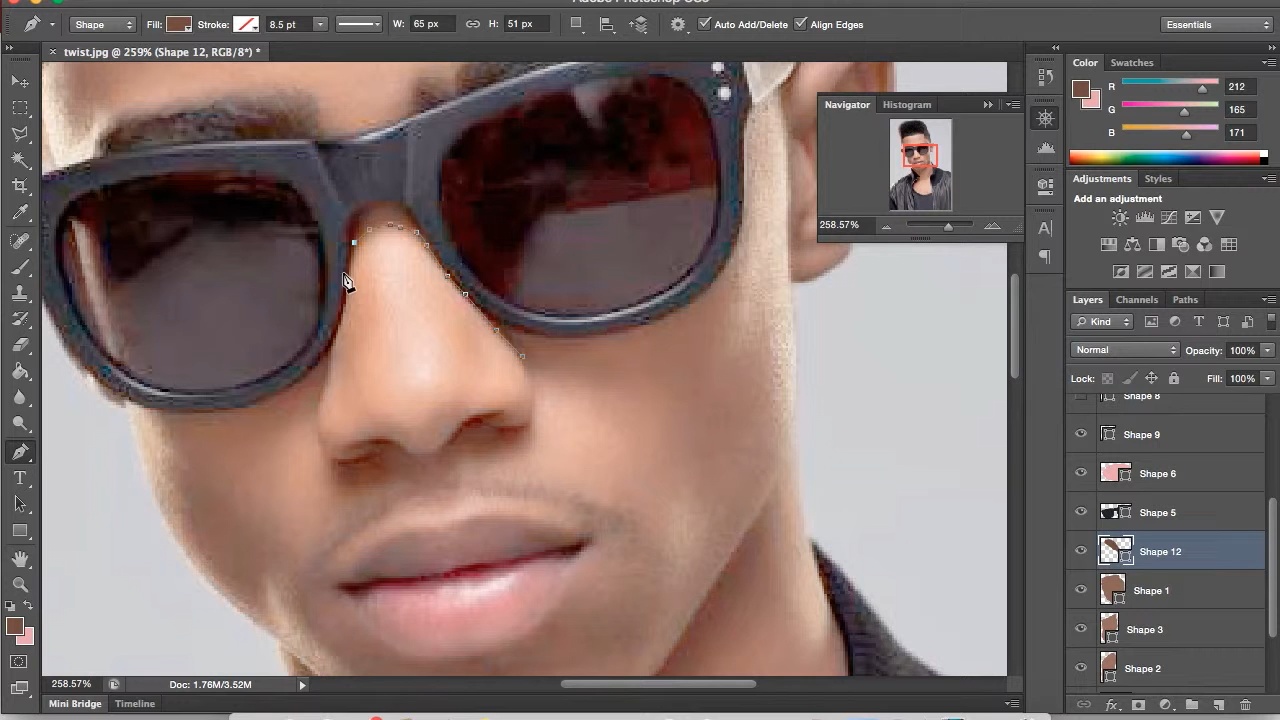 Shape Fill: Stroke: 8.5 pt W: 65 px H: 51 px Auto Add/Delete Align Edges Essentials
× twist.jpg @ 259% (Shape 12, RGB/8*) *
Color Swatches
R 212
G 165
B 171
Navigator Histogram
258.57%
Adjustments Styles
Add an adjustment
Layers Channels Paths
Kind T
Normal Opacity: 100%
Lock: Fill: 100%
Shape 8
Shape 9
Shape 6
Shape 5
Shape 12
Shape 1
Shape 3
Shape 2
fx
A
T
258.57% Doc: 1.76M/3.52M
Mini Bridge Timeline